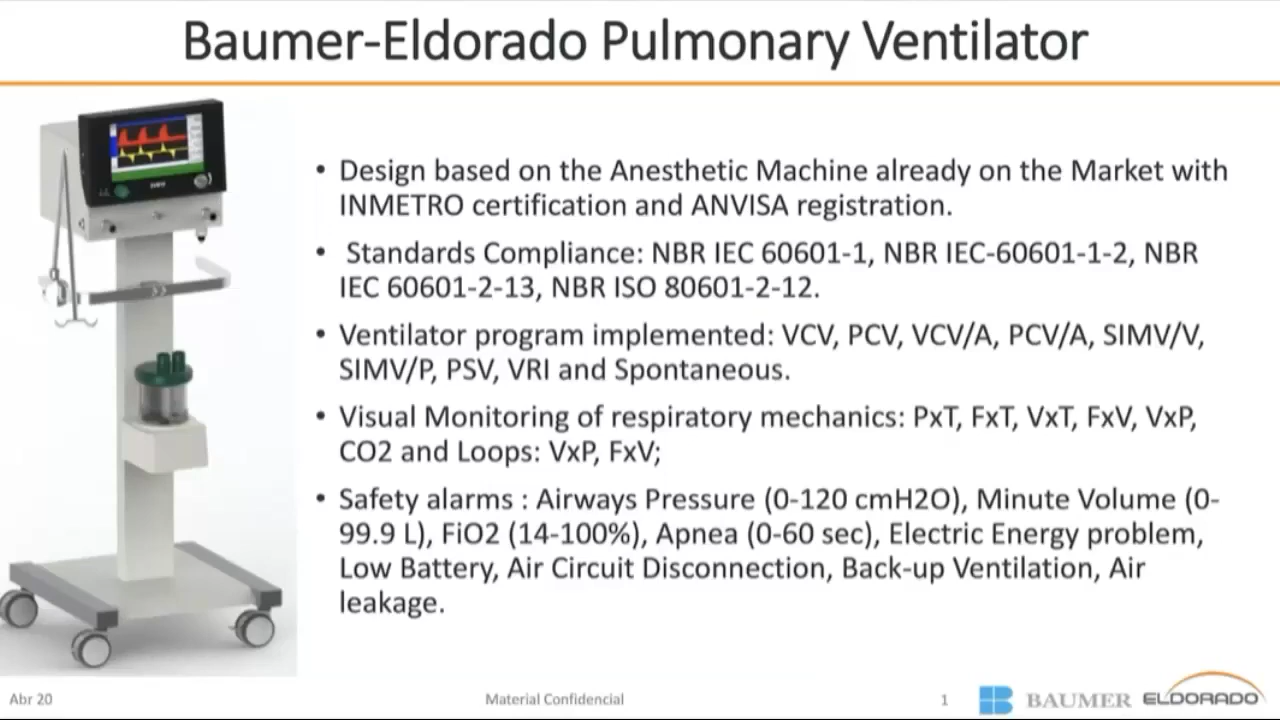 Baumer-Eldorado Pulmonary Ventilator
• Design based on the Anesthetic Machine already on the Market with
INMETRO certification and ANVISA registration.
• Standards Compliance: NBR IEC 60601-1, NBR IEC-60601-1-2, NBR
IEC 60601-2-13, NBR ISO 80601-2-12.
• Ventilator program implemented: VCV, PCV, VCV/A, PCV/A, SIMV/V,
SIMV/P, PSV, VRI and Spontaneous.
• Visual Monitoring of respiratory mechanics: PxT, FxT, VxT, FxV, VxP,
CO2 and Loops: VxP, FxV;
• Safety alarms : Airways Pressure (0-120 cmH2O), Minute Volume (0-
99.9 L), FiO2 (14-100%), Apnea (0-60 sec), Electric Energy problem,
Low Battery, Air Circuit Disconnection, Back-up Ventilation, Air
leakage.
Abr 20
Material Confidencial
1
BAUMER
ELDORADO